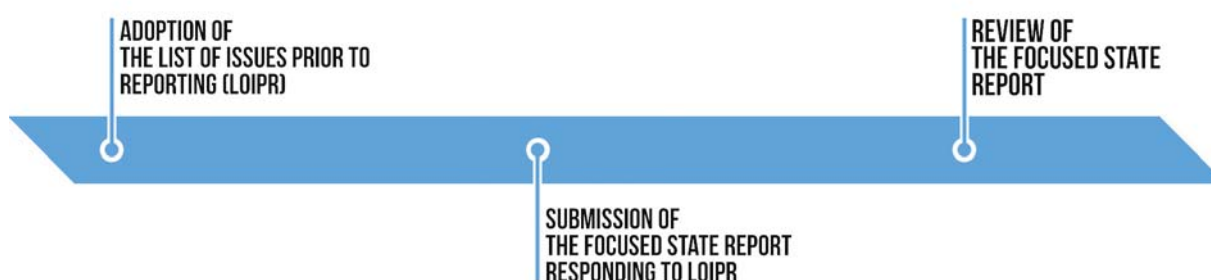 ADOPTION OF
THE LIST OF ISSUES PRIOR TO
REPORTING (LOIPR)
SUBMISSION OF
THE FOCUSED STATE REPORT
RESPONDING TO LOIPR
REVIEW OF
THE FOCUSED STATE
REPORT